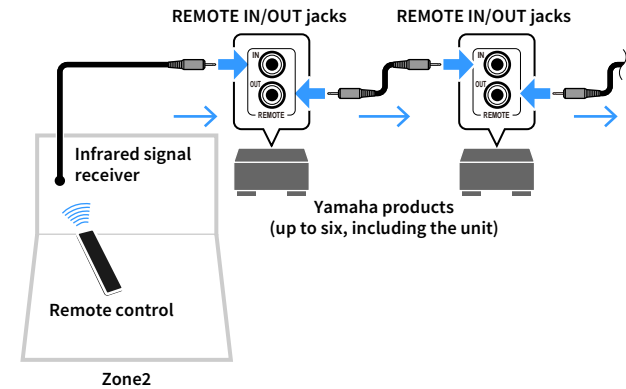 REMOTE IN/OUT jacks
REMOTE IN/OUT jacks
IN
OUT
REMOTE
IN
OUT
REMOTE
Infrared signal
receiver
Yamaha products
(up to six, including the unit)
Remote control
Zone2